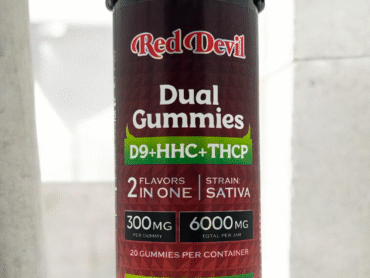 Red Devil
Dual
Gummies
D9+HHC+THCP
2 FLAVORS IN ONE | STRAIN: SATIVA
300MG PER GUMMY 6000MG TOTAL PER JAR
20 GUMMIES PER CONTAINER